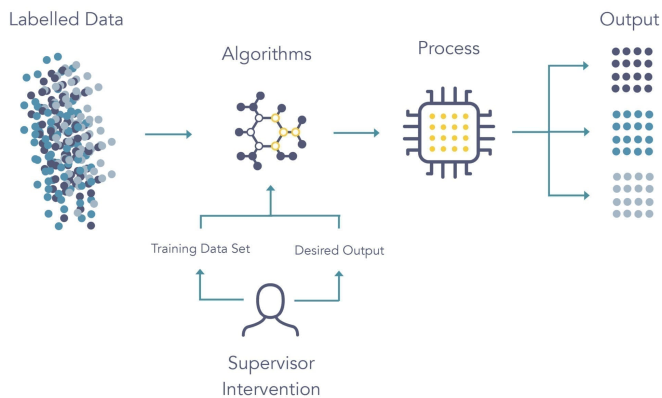 Labelled Data
Algorithms
Process
Output
Training Data Set
Desired Output
Supervisor
Intervention